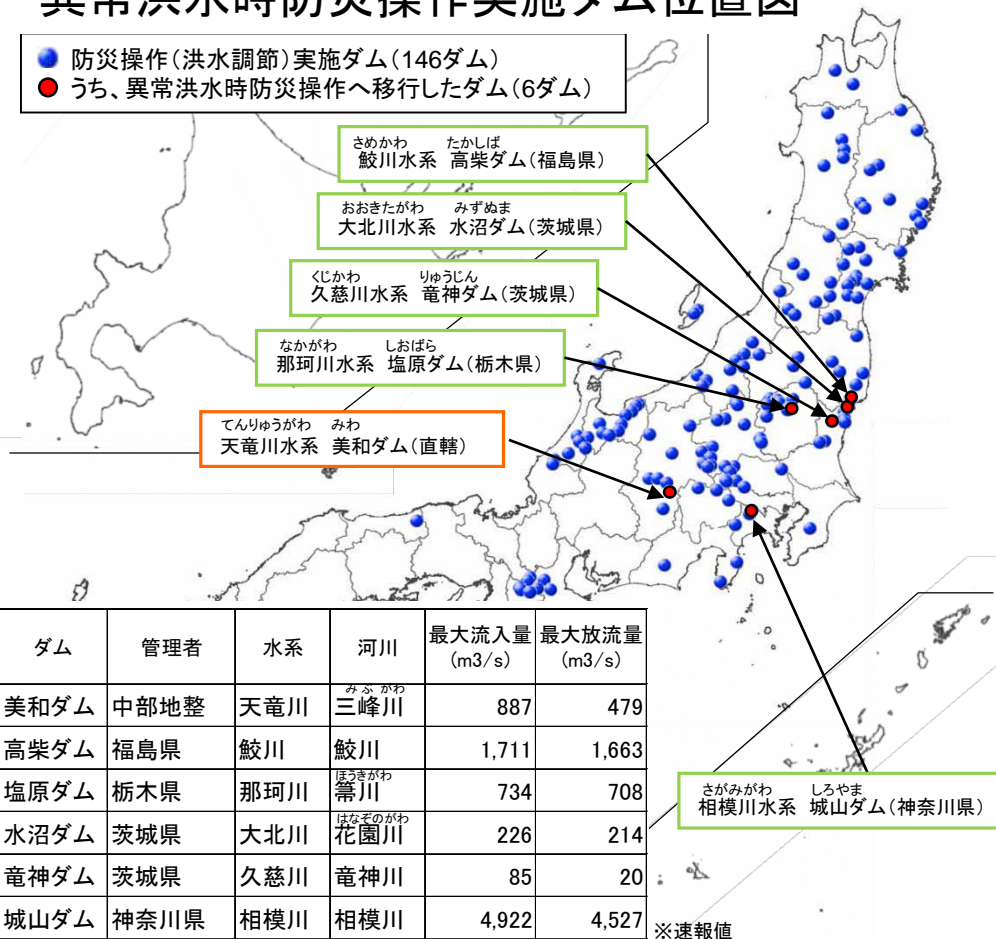 異常洪水時防災操作実施ダム位置図
防災操作(洪水調節)実施ダム(146ダム)
うち、異常洪水時防災操作へ移行したダム(6ダム)
さめかわ たかしば
鮫川水系 高柴ダム(福島県)
おおきたがわ みずぬま
大北川水系 水沼ダム(茨城県)
くじかわ りゅうじん
久慈川水系 竜神ダム(茨城県)
なかがわ しおばら
那珂川水系 塩原ダム(栃木県)
てんりゅうがわ みわ
天竜川水系 美和ダム(直轄)
さがみがわ しろやま
相模川水系 城山ダム(神奈川県)
ダム 管理者 水系 河川 最大流入量(m3/s) 最大放流量(m3/s)
みぶがわ
美和ダム 中部地整 天竜川 三峰川 887 479
高柴ダム 福島県 鮫川 鮫川 1,711 1,663
ほうきがわ
塩原ダム 栃木県 那珂川 箒川 734 708
はなぞのがわ
水沼ダム 茨城県 大北川 花園川 226 214
竜神ダム 茨城県 久慈川 竜神川 85 20
城山ダム 神奈川県 相模川 相模川 4,922 4,527
※速報値